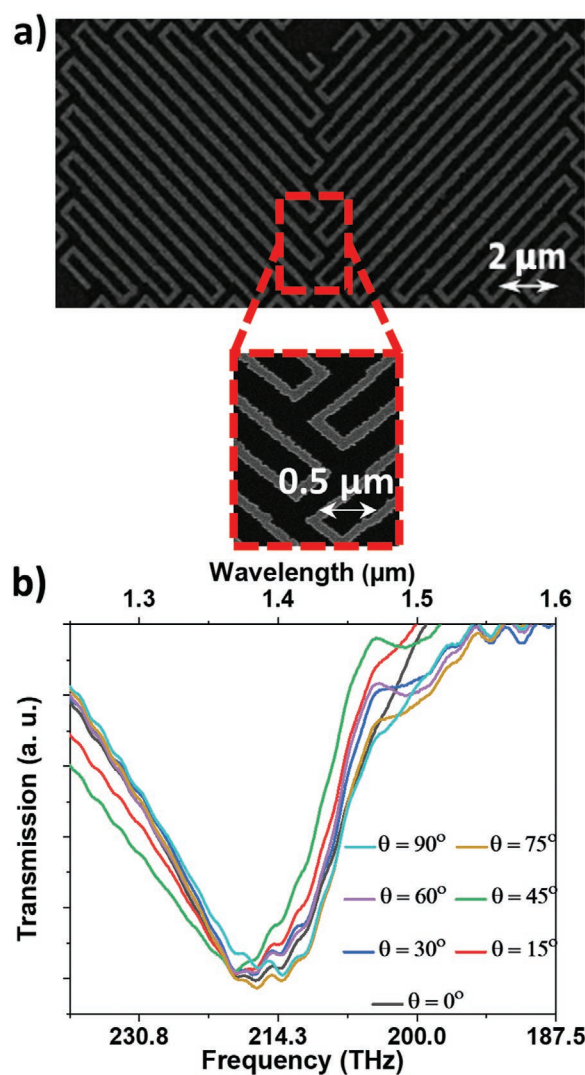 a)
2 µm
0.5 µm
Wavelength (µm)
b)
1.3 1.4 1.5 1.6
Transmission (a. u.)
θ = 90° θ = 75°
θ = 60° θ = 45°
θ = 30° θ = 15°
θ = 0°
230.8 214.3 200.0 187.5
Frequency (THz)